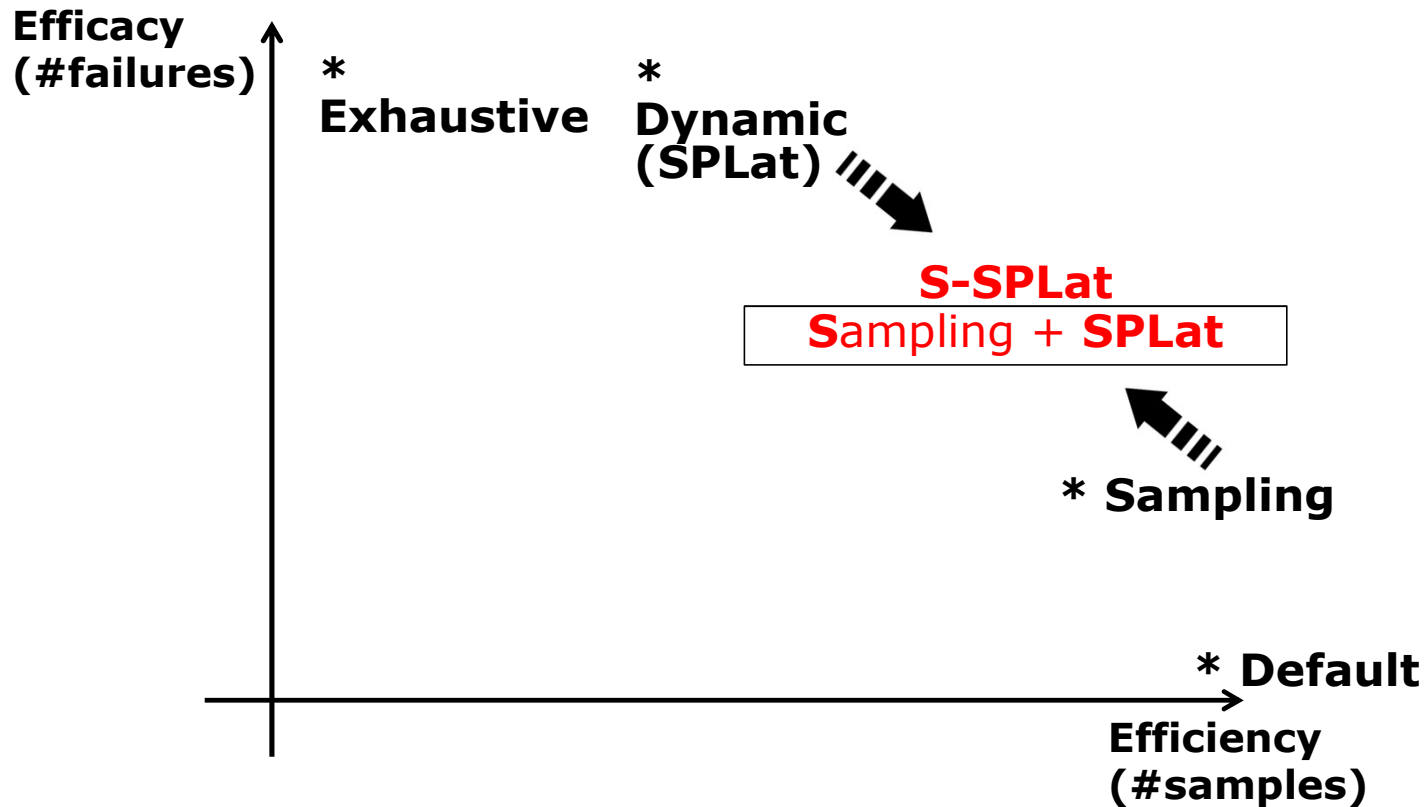 Efficacy
(#failures)
*
Exhaustive
*
Dynamic
(SPLat)
S-SPLat
Sampling + SPLat
* Sampling
* Default
Efficiency
(#samples)